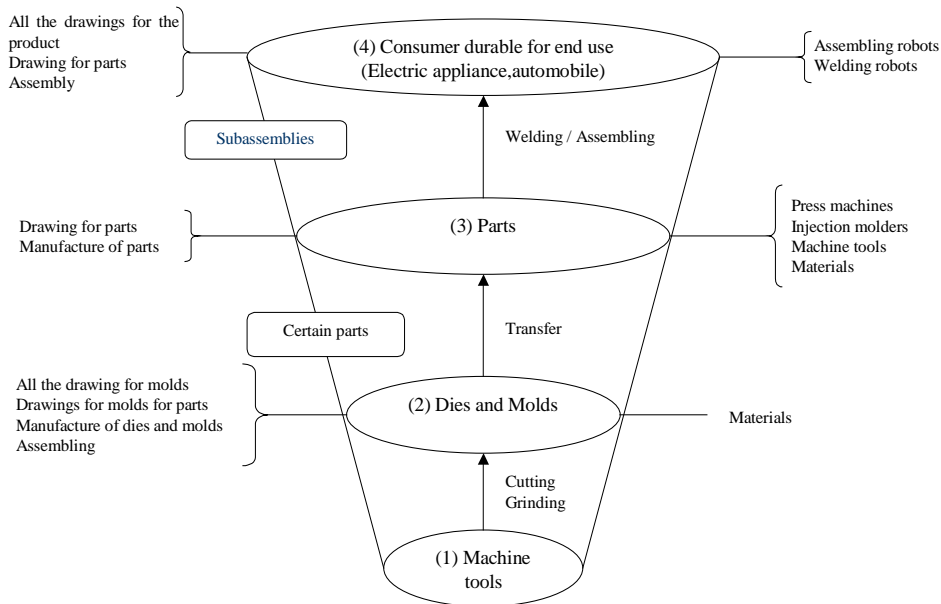 All the drawings for the
product
Drawing for parts
Assembly
(4) Consumer durable for end use
(Electric appliance,automobile)
Assembling robots
Welding robots
Subassemblies
Welding / Assembling
Drawing for parts
Manufacture of parts
(3) Parts
Press machines
Injection molders
Machine tools
Materials
Certain parts
Transfer
All the drawing for molds
Drawings for molds for parts
Manufacture of dies and molds
Assembling
(2) Dies and Molds
Materials
Cutting
Grinding
(1) Machine
tools